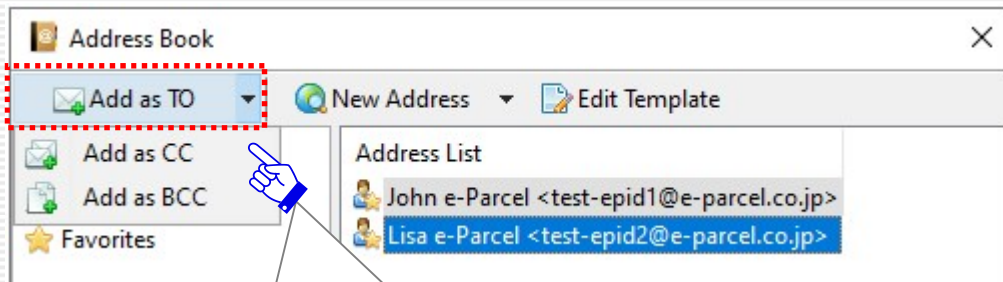 Address Book
Add as TO
New Address
Edit Template
Add as CC
Add as BCC
Favorites
Address List
John e-Parcel <test-epid1@e-parcel.co.jp>
Lisa e-Parcel <test-epid2@e-parcel.co.jp>